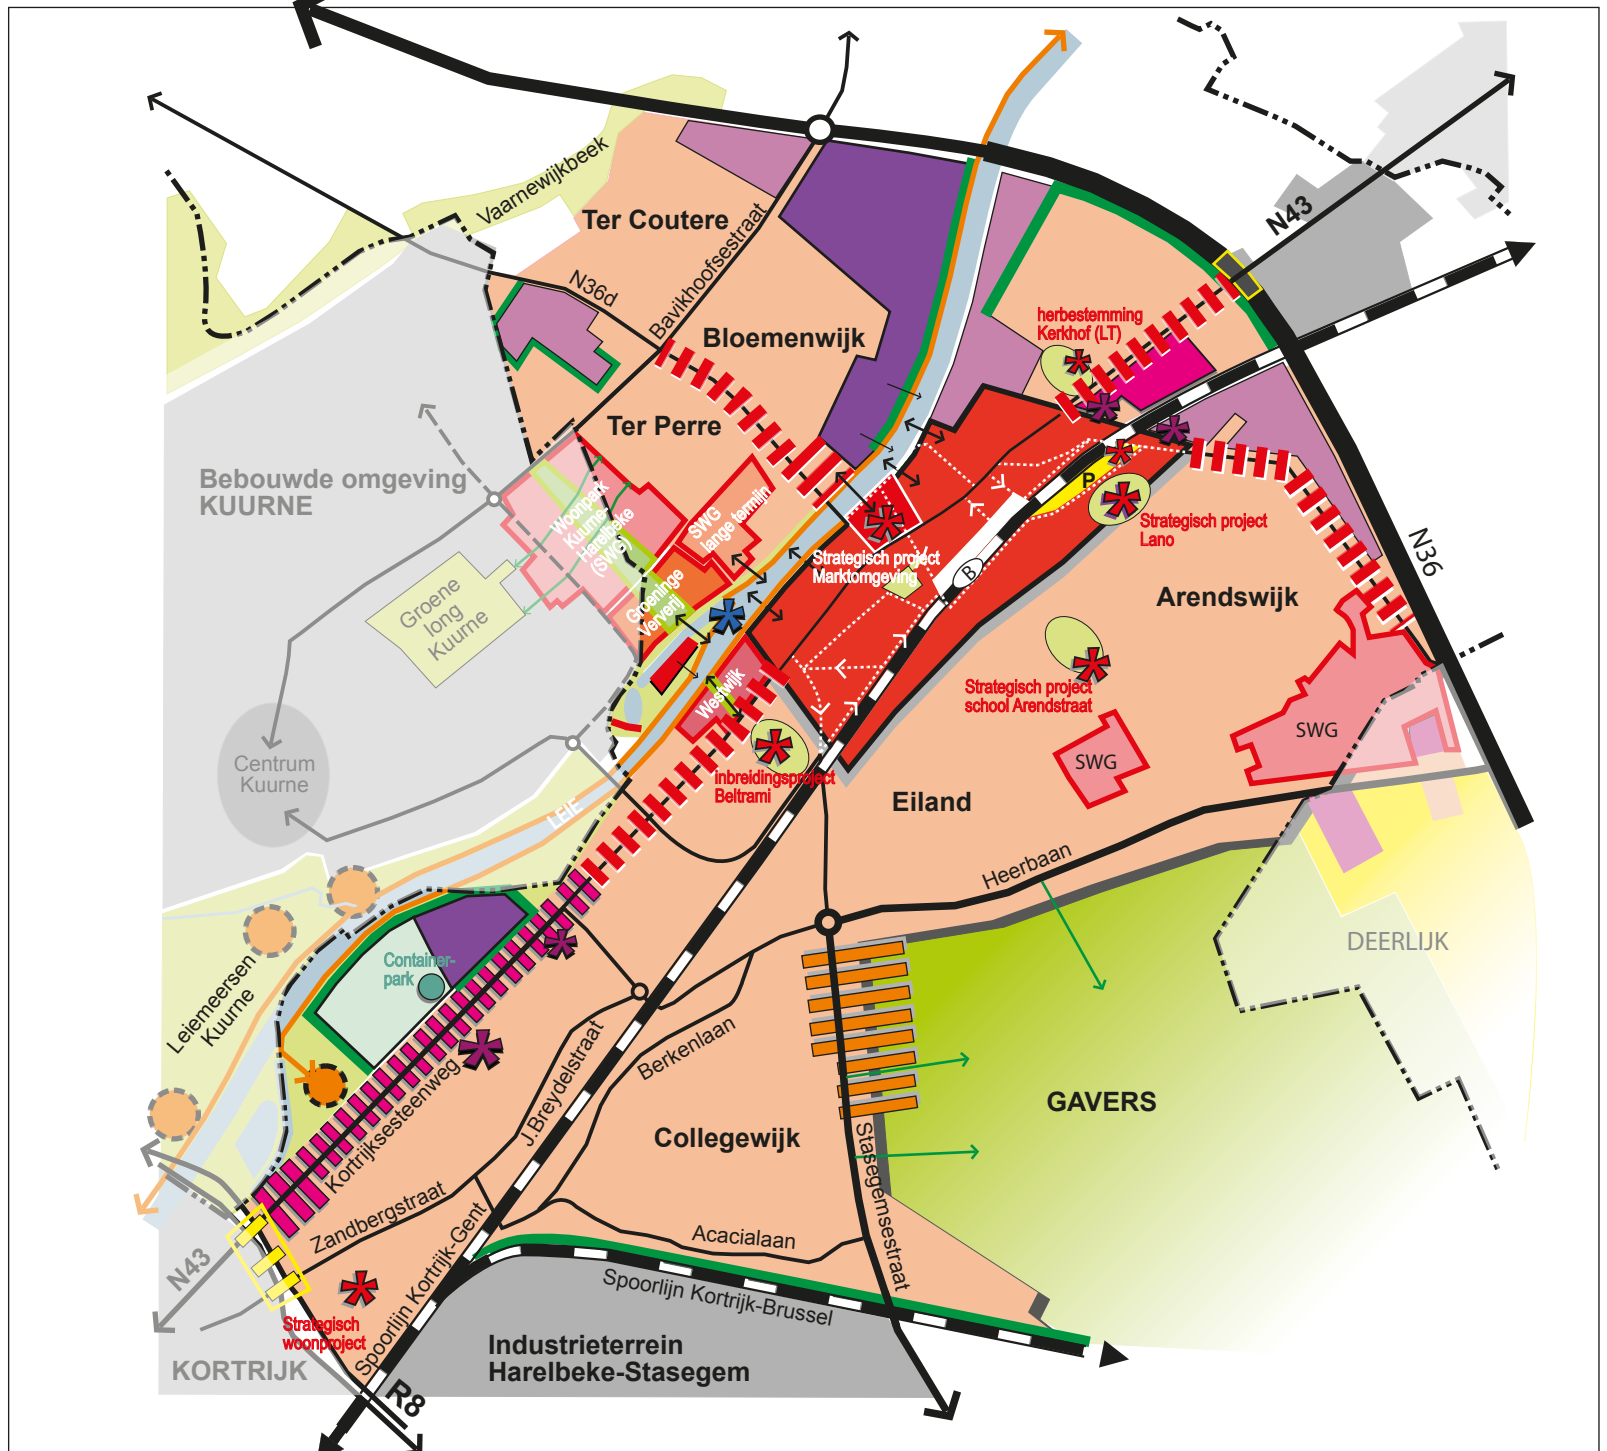 Vaarnewijkbeek
Ter Coutere
N43
N36d
Bavikhoofsestraat
herbestemming
Kerkhof (LT)
Bloemenwijk
Ter Perre
Bebouwde omgeving
KUURNE
P
Woonpark
Kuurne-
Harelbeke
(SWG)
SWG
lange termijn
Strategisch project
Lano
N36
Strategisch project
Marktomgeving
B
Groene
long
Kuurne
Groeninge
Ververij
Arendswijk
Westwijk
Strategisch project
school Arendstraat
SWG
SWG
Centrum
Kuurne
inbreidingsproject
Beltrami
Eiland
LEIE
Heerbaan
DEERLIJK
Container-
park
Leiemeersen
Kuurne
Kortrijksesteenweg
J.Breydelstraat
Berkenlaan
GAVERS
Collegewijk
Stasegemsestraat
Zandbergstraat
Acacialaan
N43
Spoorlijn Kortrijk-Gent
Spoorlijn Kortrijk-Brussel
Strategisch
woonproject
Industrieterrein
Harelbeke-Stasegem
KORTRIJK
R8